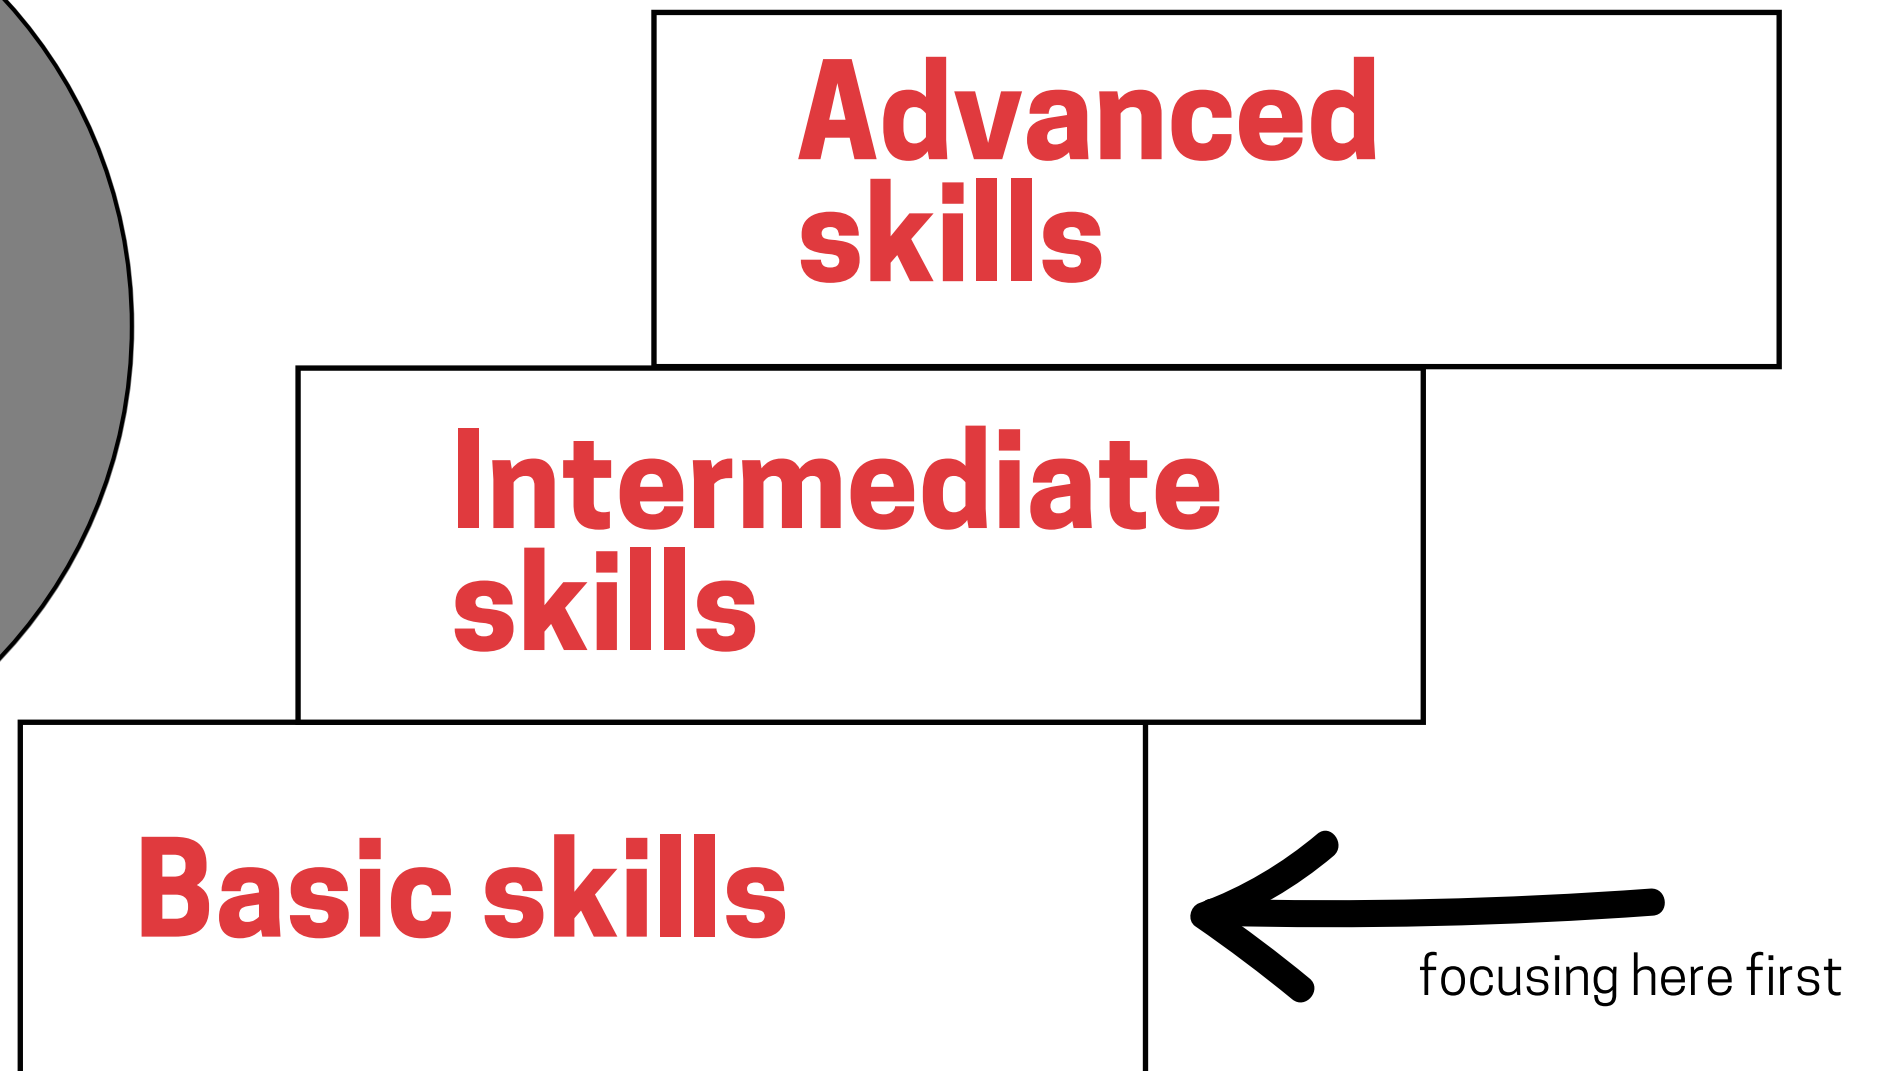 Advanced
skills
Intermediate
skills
Basic skills
focusing here first